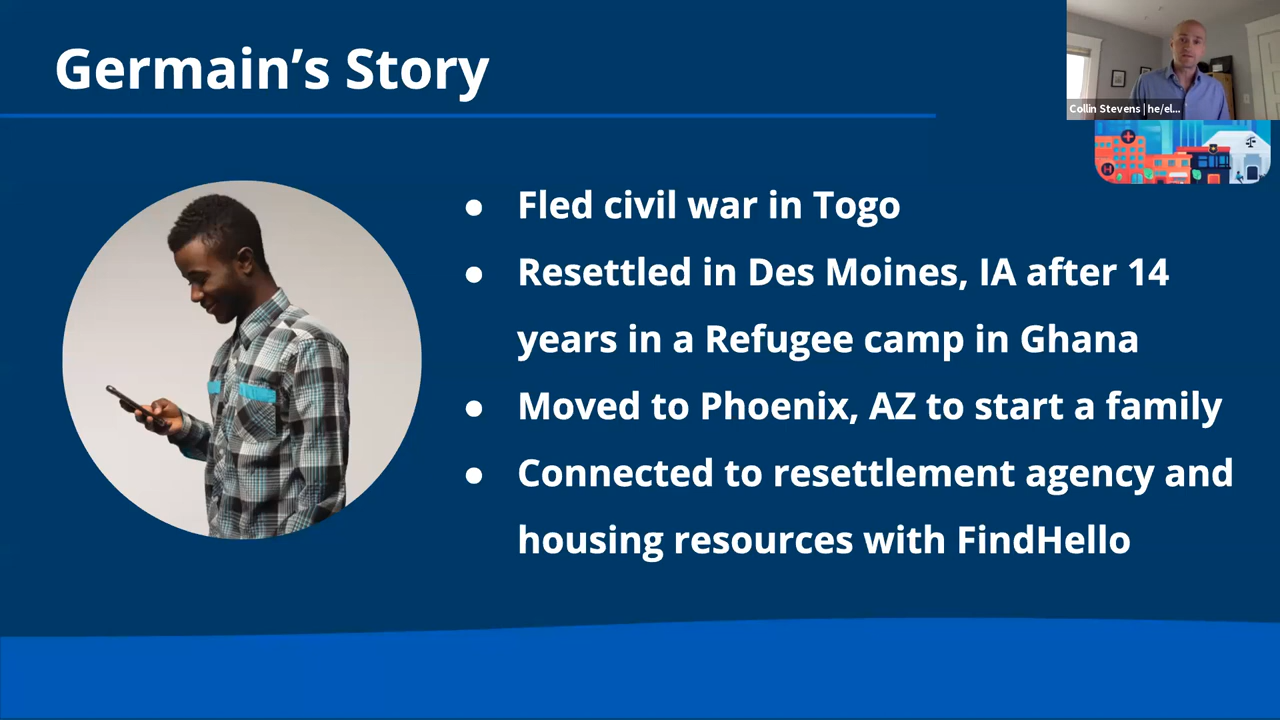 Germain’s Story
Collin Stevens | he/el...
● Fled civil war in Togo
● Resettled in Des Moines, IA after 14
years in a Refugee camp in Ghana
● Moved to Phoenix, AZ to start a family
● Connected to resettlement agency and
housing resources with FindHello